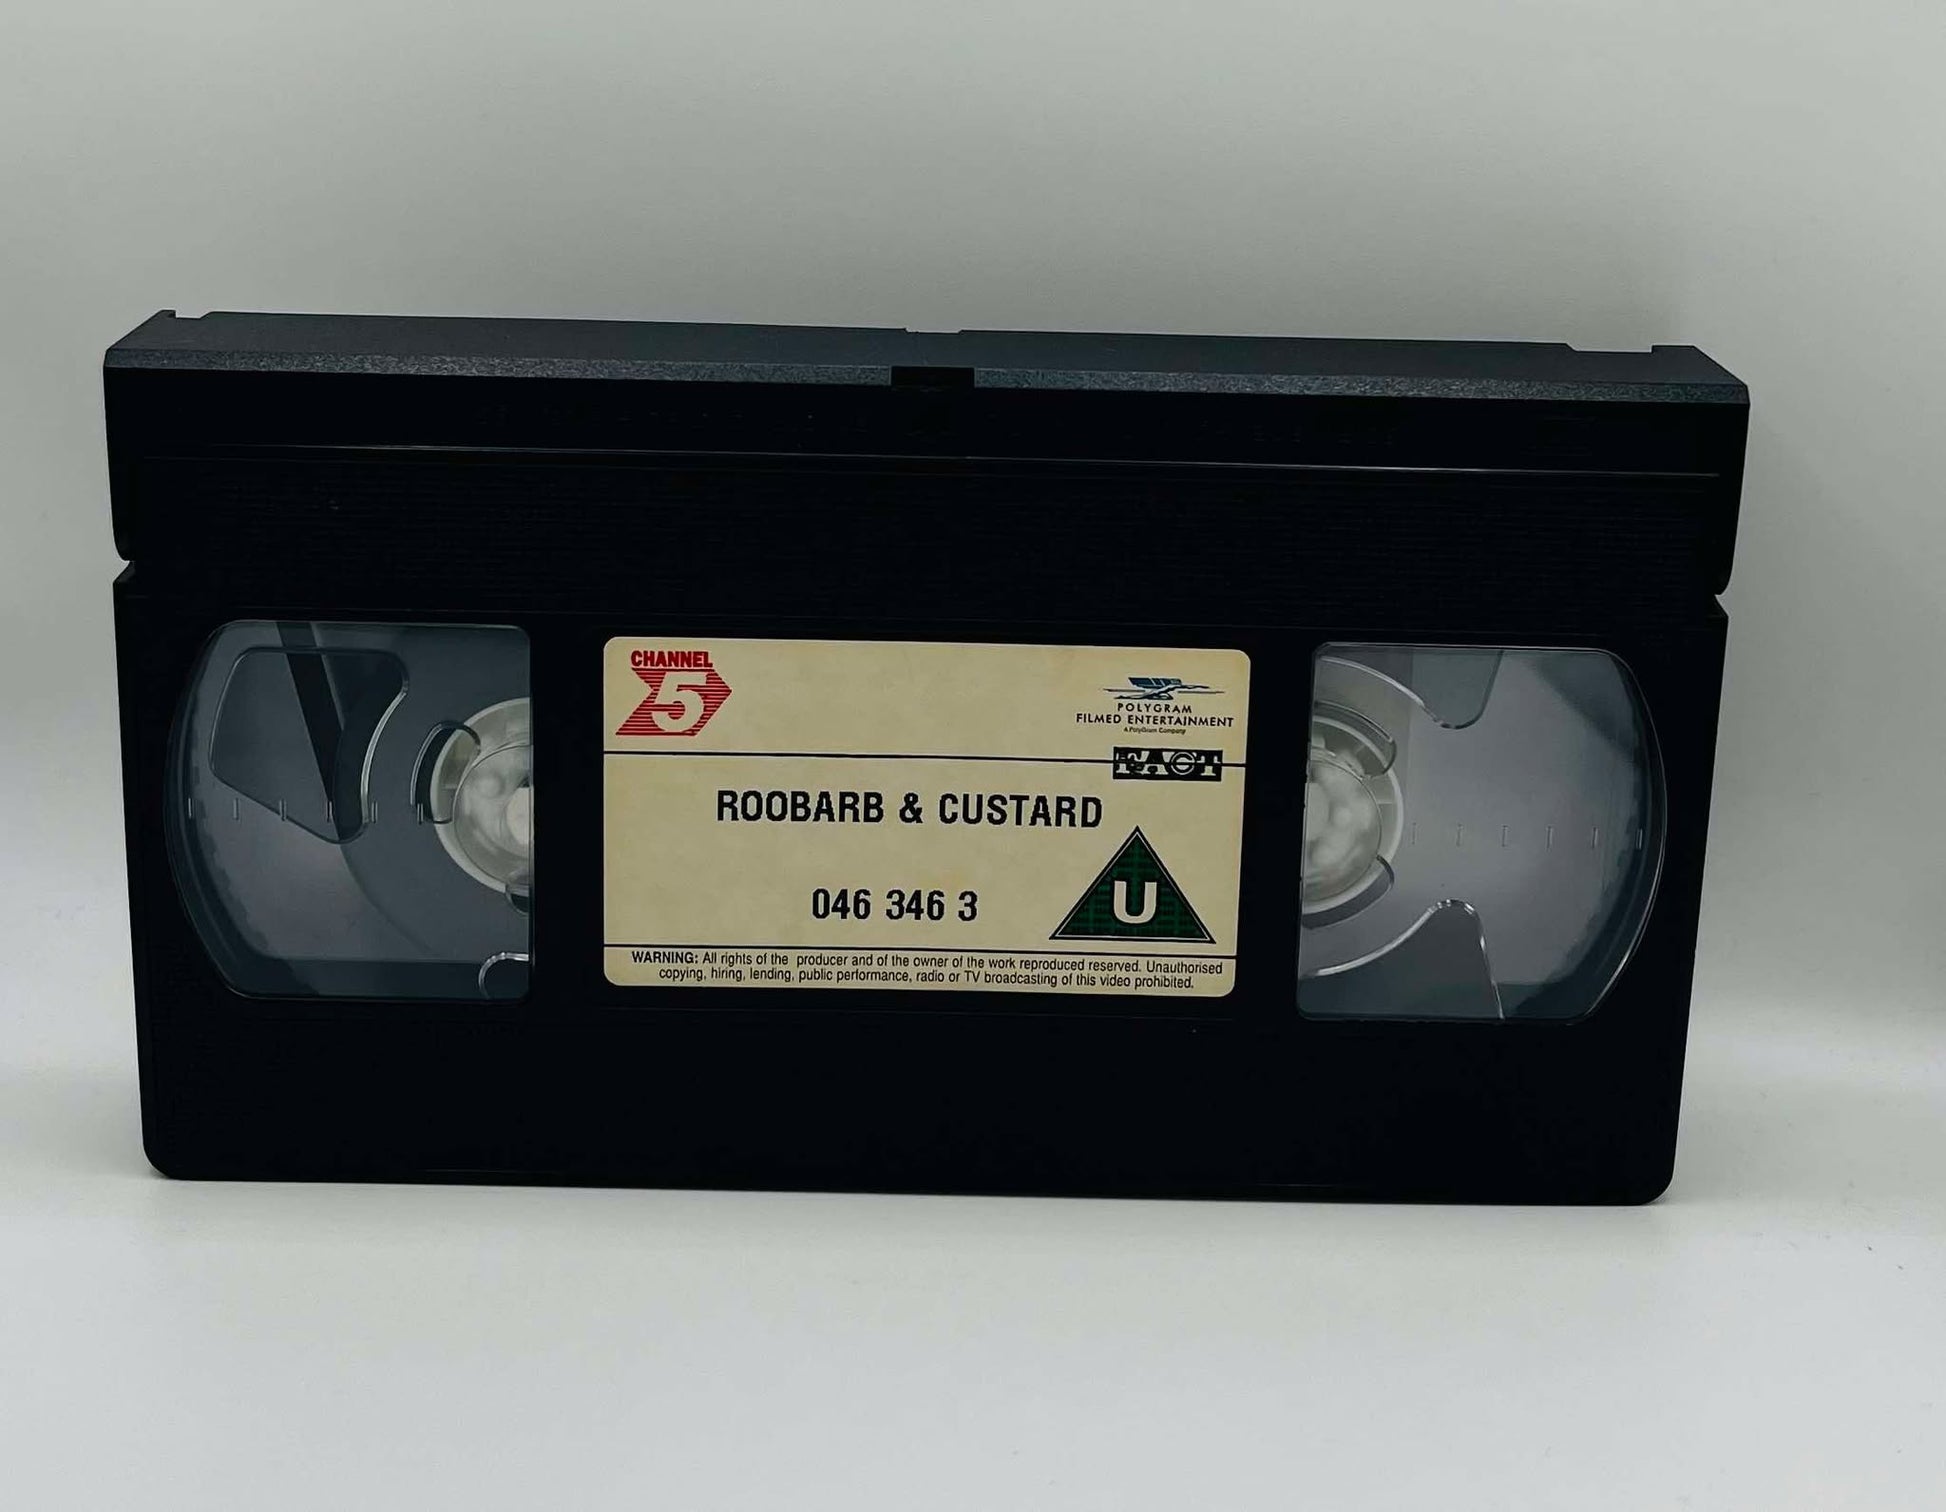 CHANNEL
5
POLYGRAM
FILMED ENTERTAINMENT
A PolyGram Company
FACT
ROOBARB & CUSTARD
046 346 3
U
WARNING: All rights of the producer and of the owner of the work reproduced reserved. Unauthorised
copying, hiring, lending, public performance, radio or TV broadcasting of this video prohibited.